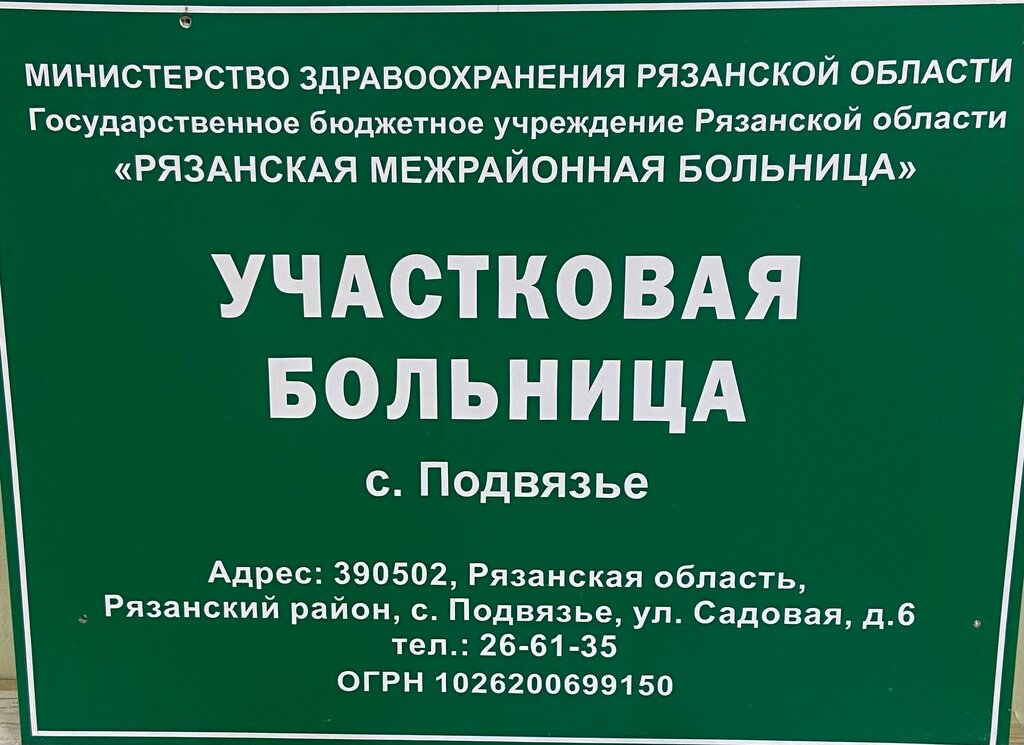 МИНИСТЕРСТВО ЗДРАВООХРАНЕНИЯ РЯЗАНСКОЙ ОБЛАСТИ
Государственное бюджетное учреждение Рязанской области
«РЯЗАНСКАЯ МЕЖРАЙОННАЯ БОЛЬНИЦА»
УЧАСТКОВАЯ
БОЛЬНИЦА
с. Подвязье
Адрес: 390502, Рязанская область,
Рязанский район, с. Подвязье, ул. Садовая, д.6
тел.: 26-61-35
ОГРН 1026200699150